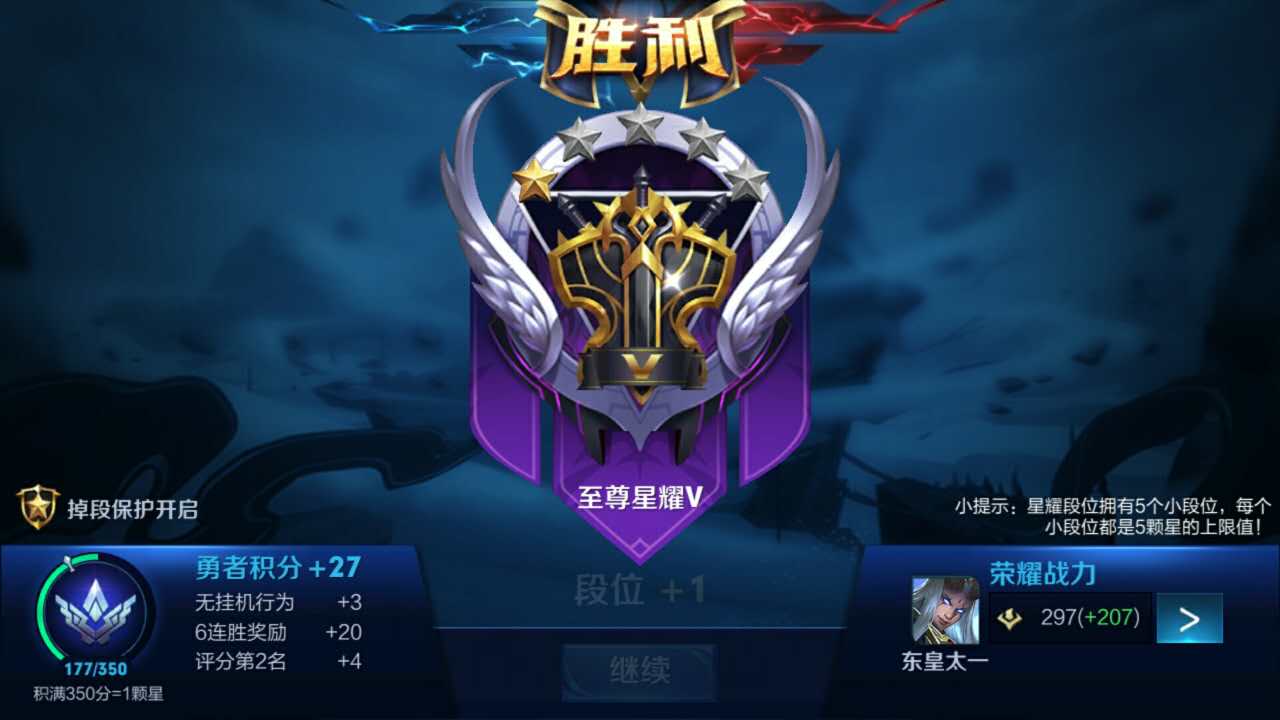 胜利
V
至尊星耀V
段位 +1
继续
掉段保护开启
勇者积分 +27
无挂机行为 +3
6连胜奖励 +20
评分第2名 +4
177/350
积满350分=1颗星
小提示：星耀段位拥有5个小段位，每个
小段位都是5颗星的上限值！
荣耀战力
297(+207)
>
东皇太一